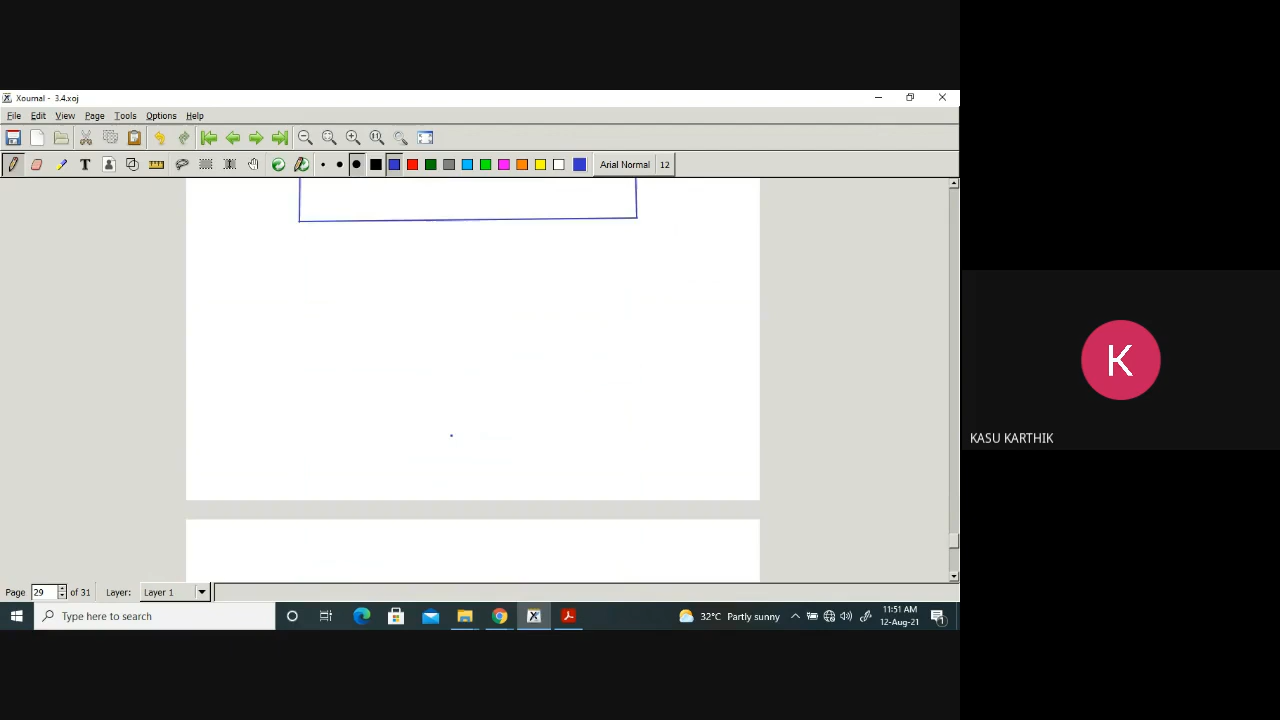 Xournal - 3.4.xoj
File Edit View Page Tools Options Help
T Arial Normal 12
K
KASU KARTHIK
Page 29 of 31 Layer: Layer 1
Type here to search
32°C Partly sunny
11:51 AM
12-Aug-21
1